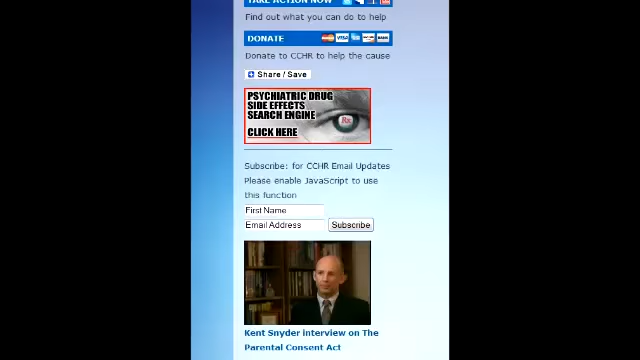 TAKE ACTION NOW
Find out what you can do to help
DONATE
VISA
Donate to CCHR to help the cause
Share / Save
PSYCHIATRIC DRUG
SIDE EFFECTS
SEARCH ENGINE
Rx
CLICK HERE
Subscribe: for CCHR Email Updates
Please enable JavaScript to use
this function
First Name
Email Address Subscribe
Kent Snyder interview on The
Parental Consent Act